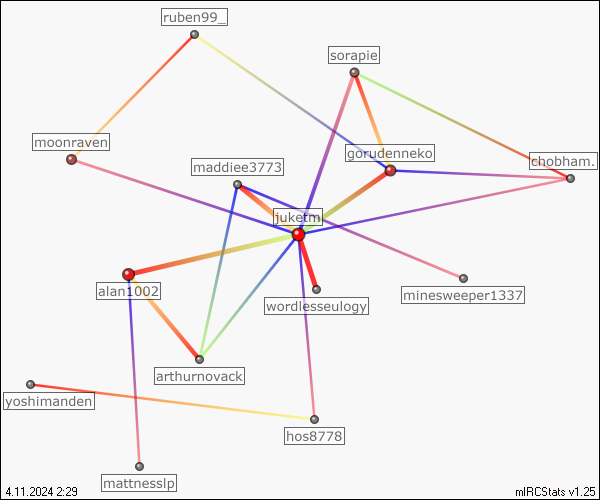 ruben99_
sorapie
moonraven
gorudenneko
chobham.
maddiee3773
juketm
alan1002
wordlesseulogy
minesweeper1337
arthurnovack
yoshimanden
hos8778
mattnesslp
4.11.2024 2:29
mIRCStats v1.25